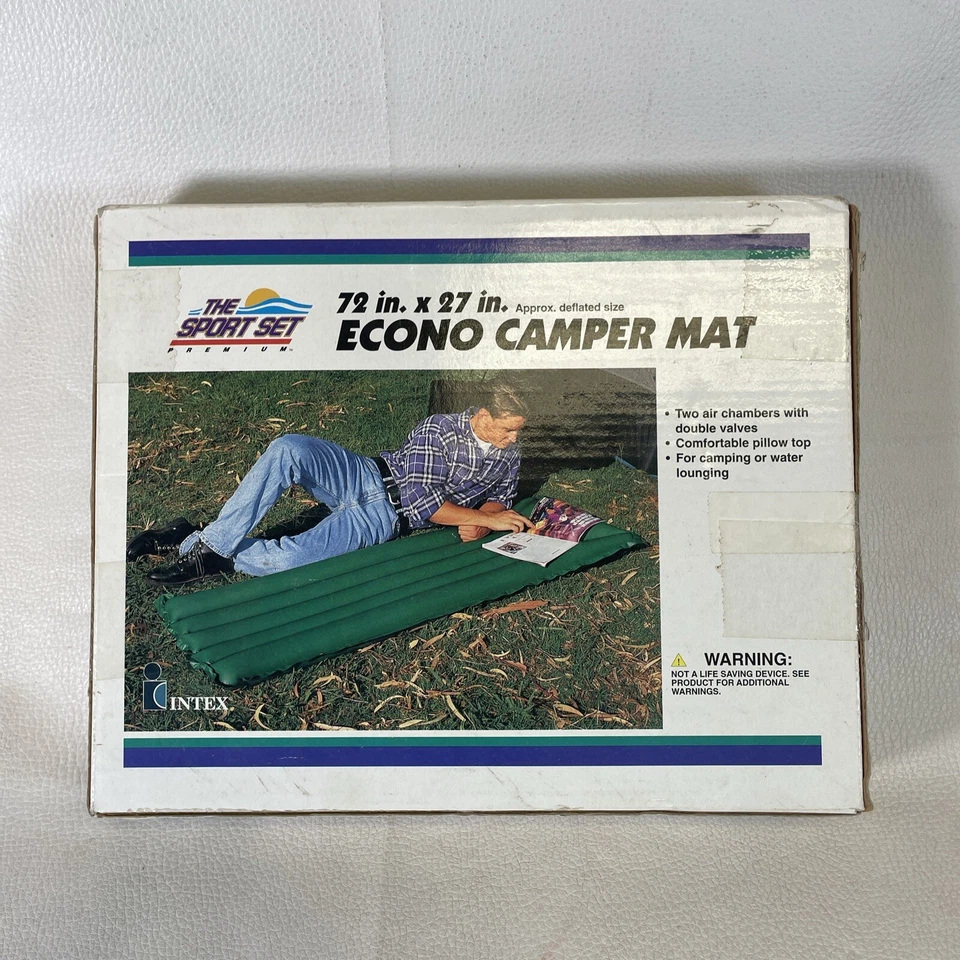 THE
SPORT SET
PREMIUM™
72 in. x 27 in. Approx. deflated size
ECONO CAMPER MAT
• Two air chambers with
double valves
• Comfortable pillow top
• For camping or water
lounging
INTEX
WARNING:
NOT A LIFE SAVING DEVICE. SEE
PRODUCT FOR ADDITIONAL
WARNINGS.